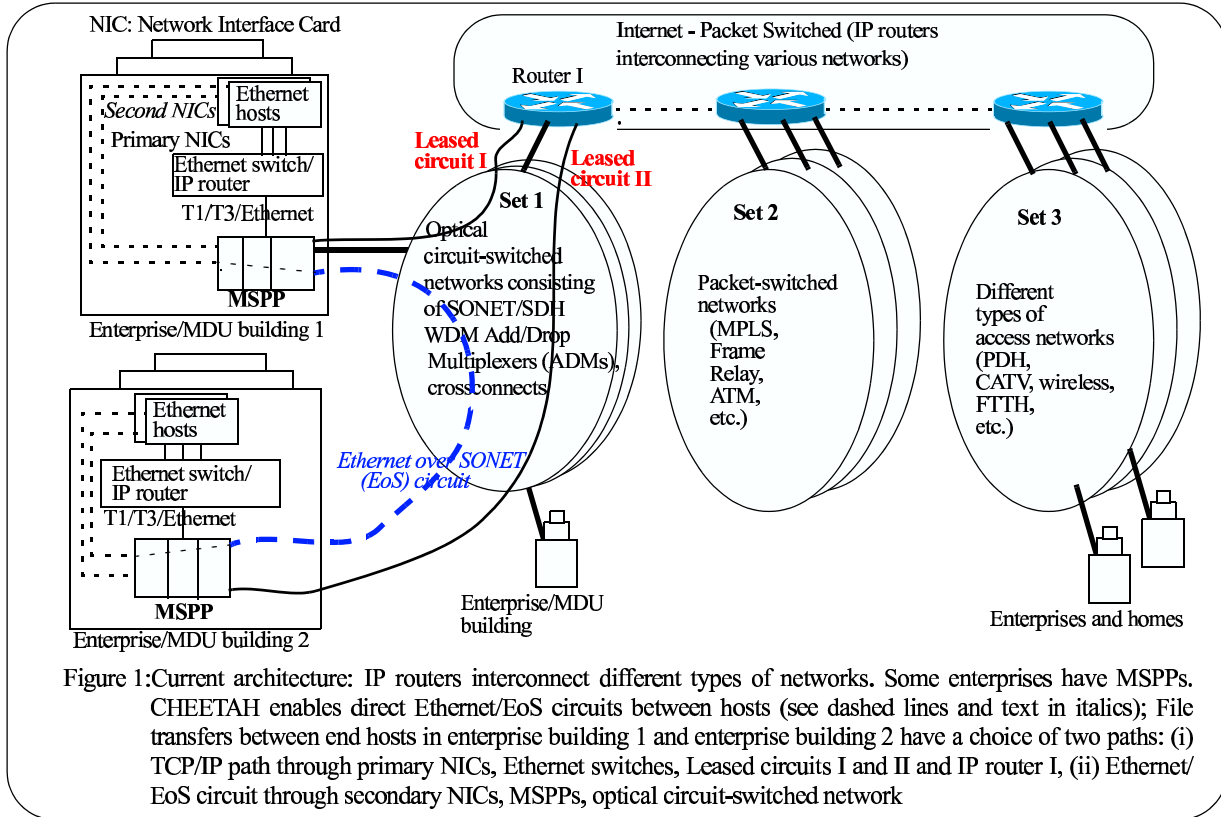 NIC: Network Interface Card
Internet - Packet Switched (IP routers
interconnecting various networks)
Router I
Second NICs
Ethernet
hosts
Primary NICs
Ethernet switch/
IP router
T1/T3/Ethernet
MSPP
Enterprise/MDU building 1
Leased
circuit I
Leased
circuit II
Set 1
Optical
circuit-switched
networks consisting
of SONET/SDH
WDM Add/Drop
Multiplexers (ADMs),
crossconnects
Set 2
Packet-switched
networks
(MPLS,
Frame
Relay,
ATM,
etc.)
Set 3
Different
types of
access networks
(PDH,
CATV, wireless,
FTTH,
etc.)
Ethernet
hosts
Ethernet switch/
IP router
T1/T3/Ethernet
MSPP
Enterprise/MDU building 2
Ethernet over SONET
(EoS) circuit
Enterprise/MDU
building
Enterprises and homes
Figure 1:Current architecture: IP routers interconnect different types of networks. Some enterprises have MSPPs.
CHEETAH enables direct Ethernet/EoS circuits between hosts (see dashed lines and text in italics); File
transfers between end hosts in enterprise building 1 and enterprise building 2 have a choice of two paths: (i)
TCP/IP path through primary NICs, Ethernet switches, Leased circuits I and II and IP router I, (ii) Ethernet/
EoS circuit through secondary NICs, MSPPs, optical circuit-switched network